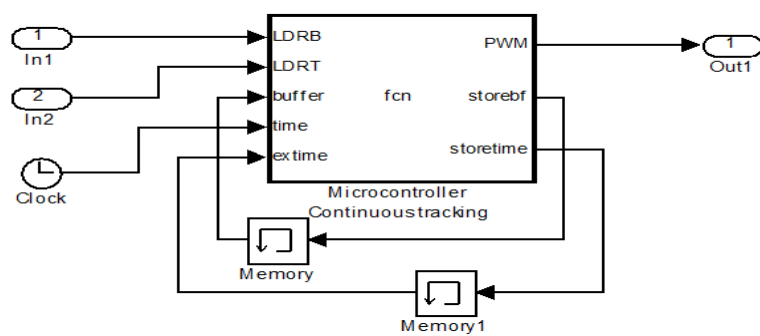 1
In1
2
In2
Clock
LDRB
LDRT
buffer
time
extime
fcn
PWM
storebf
storetime
Microcontroller
Continuoustracking
1
Out1
Memory
Memory1